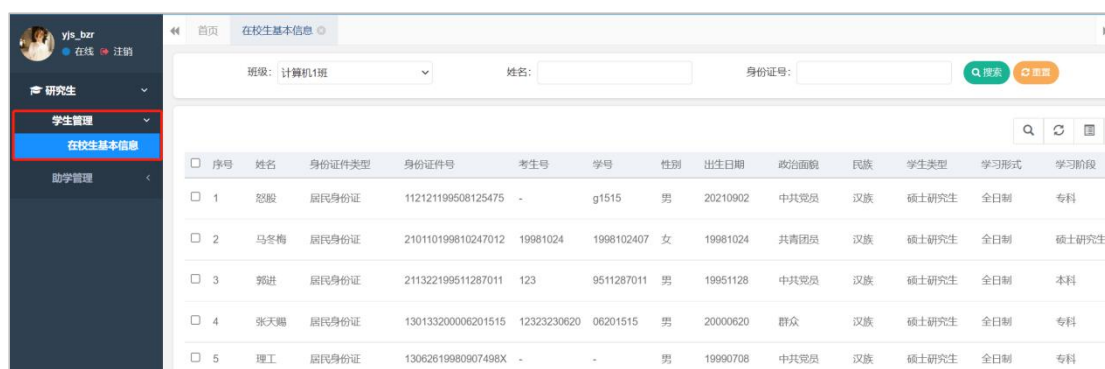 yjs_bzr
在线 注销
首页 在校生基本信息
班级: 计算机1班 姓名: 身份证号: 搜索 重置
研究生
学生管理
在校生基本信息
助学管理
序号 姓名 身份证件类型 身份证件号 考生号 学号 性别 出生日期 政治面貌 民族 学生类型 学习形式 学习阶段
1 怒股 居民身份证 112121199508125475 - g1515 男 20210902 中共党员 汉族 硕士研究生 全日制 专科
2 马冬梅 居民身份证 210110199810247012 19981024 1998102407 女 19981024 共青团员 汉族 硕士研究生 全日制 硕士研究生
3 郭进 居民身份证 211322199511287011 123 9511287011 男 19951128 中共党员 汉族 硕士研究生 全日制 本科
4 张天赐 居民身份证 130133200006201515 12323230620 06201515 男 20000620 群众 汉族 硕士研究生 全日制 专科
5 理工 居民身份证 13062619980907498X - - 男 19990708 中共党员 汉族 硕士研究生 全日制 专科